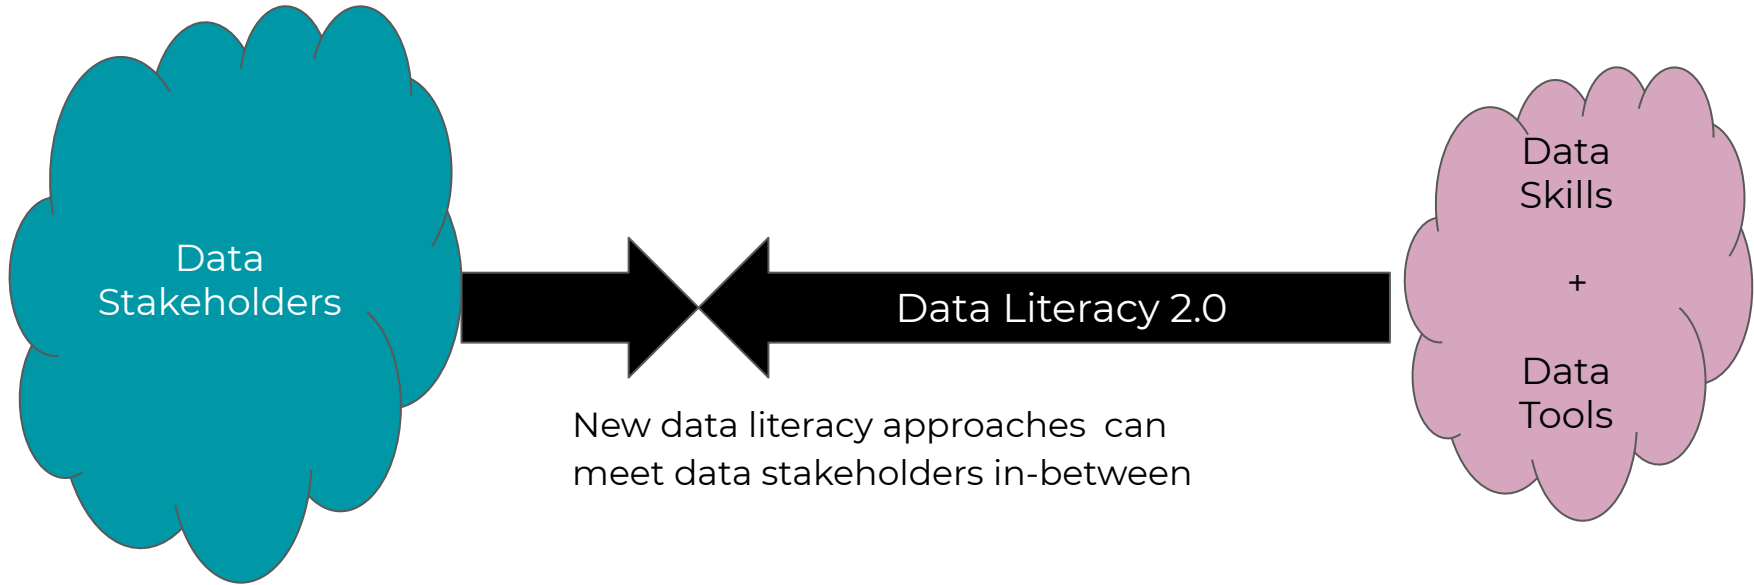 Data
Stakeholders
Data Literacy 2.0
New data literacy approaches  can
meet data stakeholders in-between
Data
Skills
+
Data
Tools